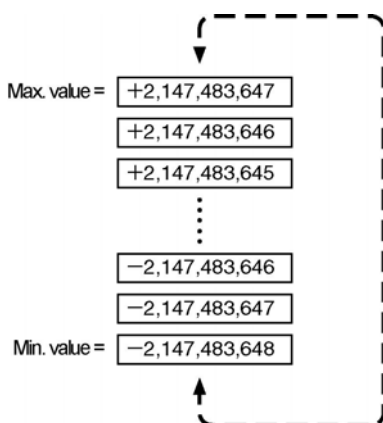 Max. value = +2,147,483,647
+2,147,483,646
+2,147,483,645
−2,147,483,646
−2,147,483,647
Min. value = −2,147,483,648